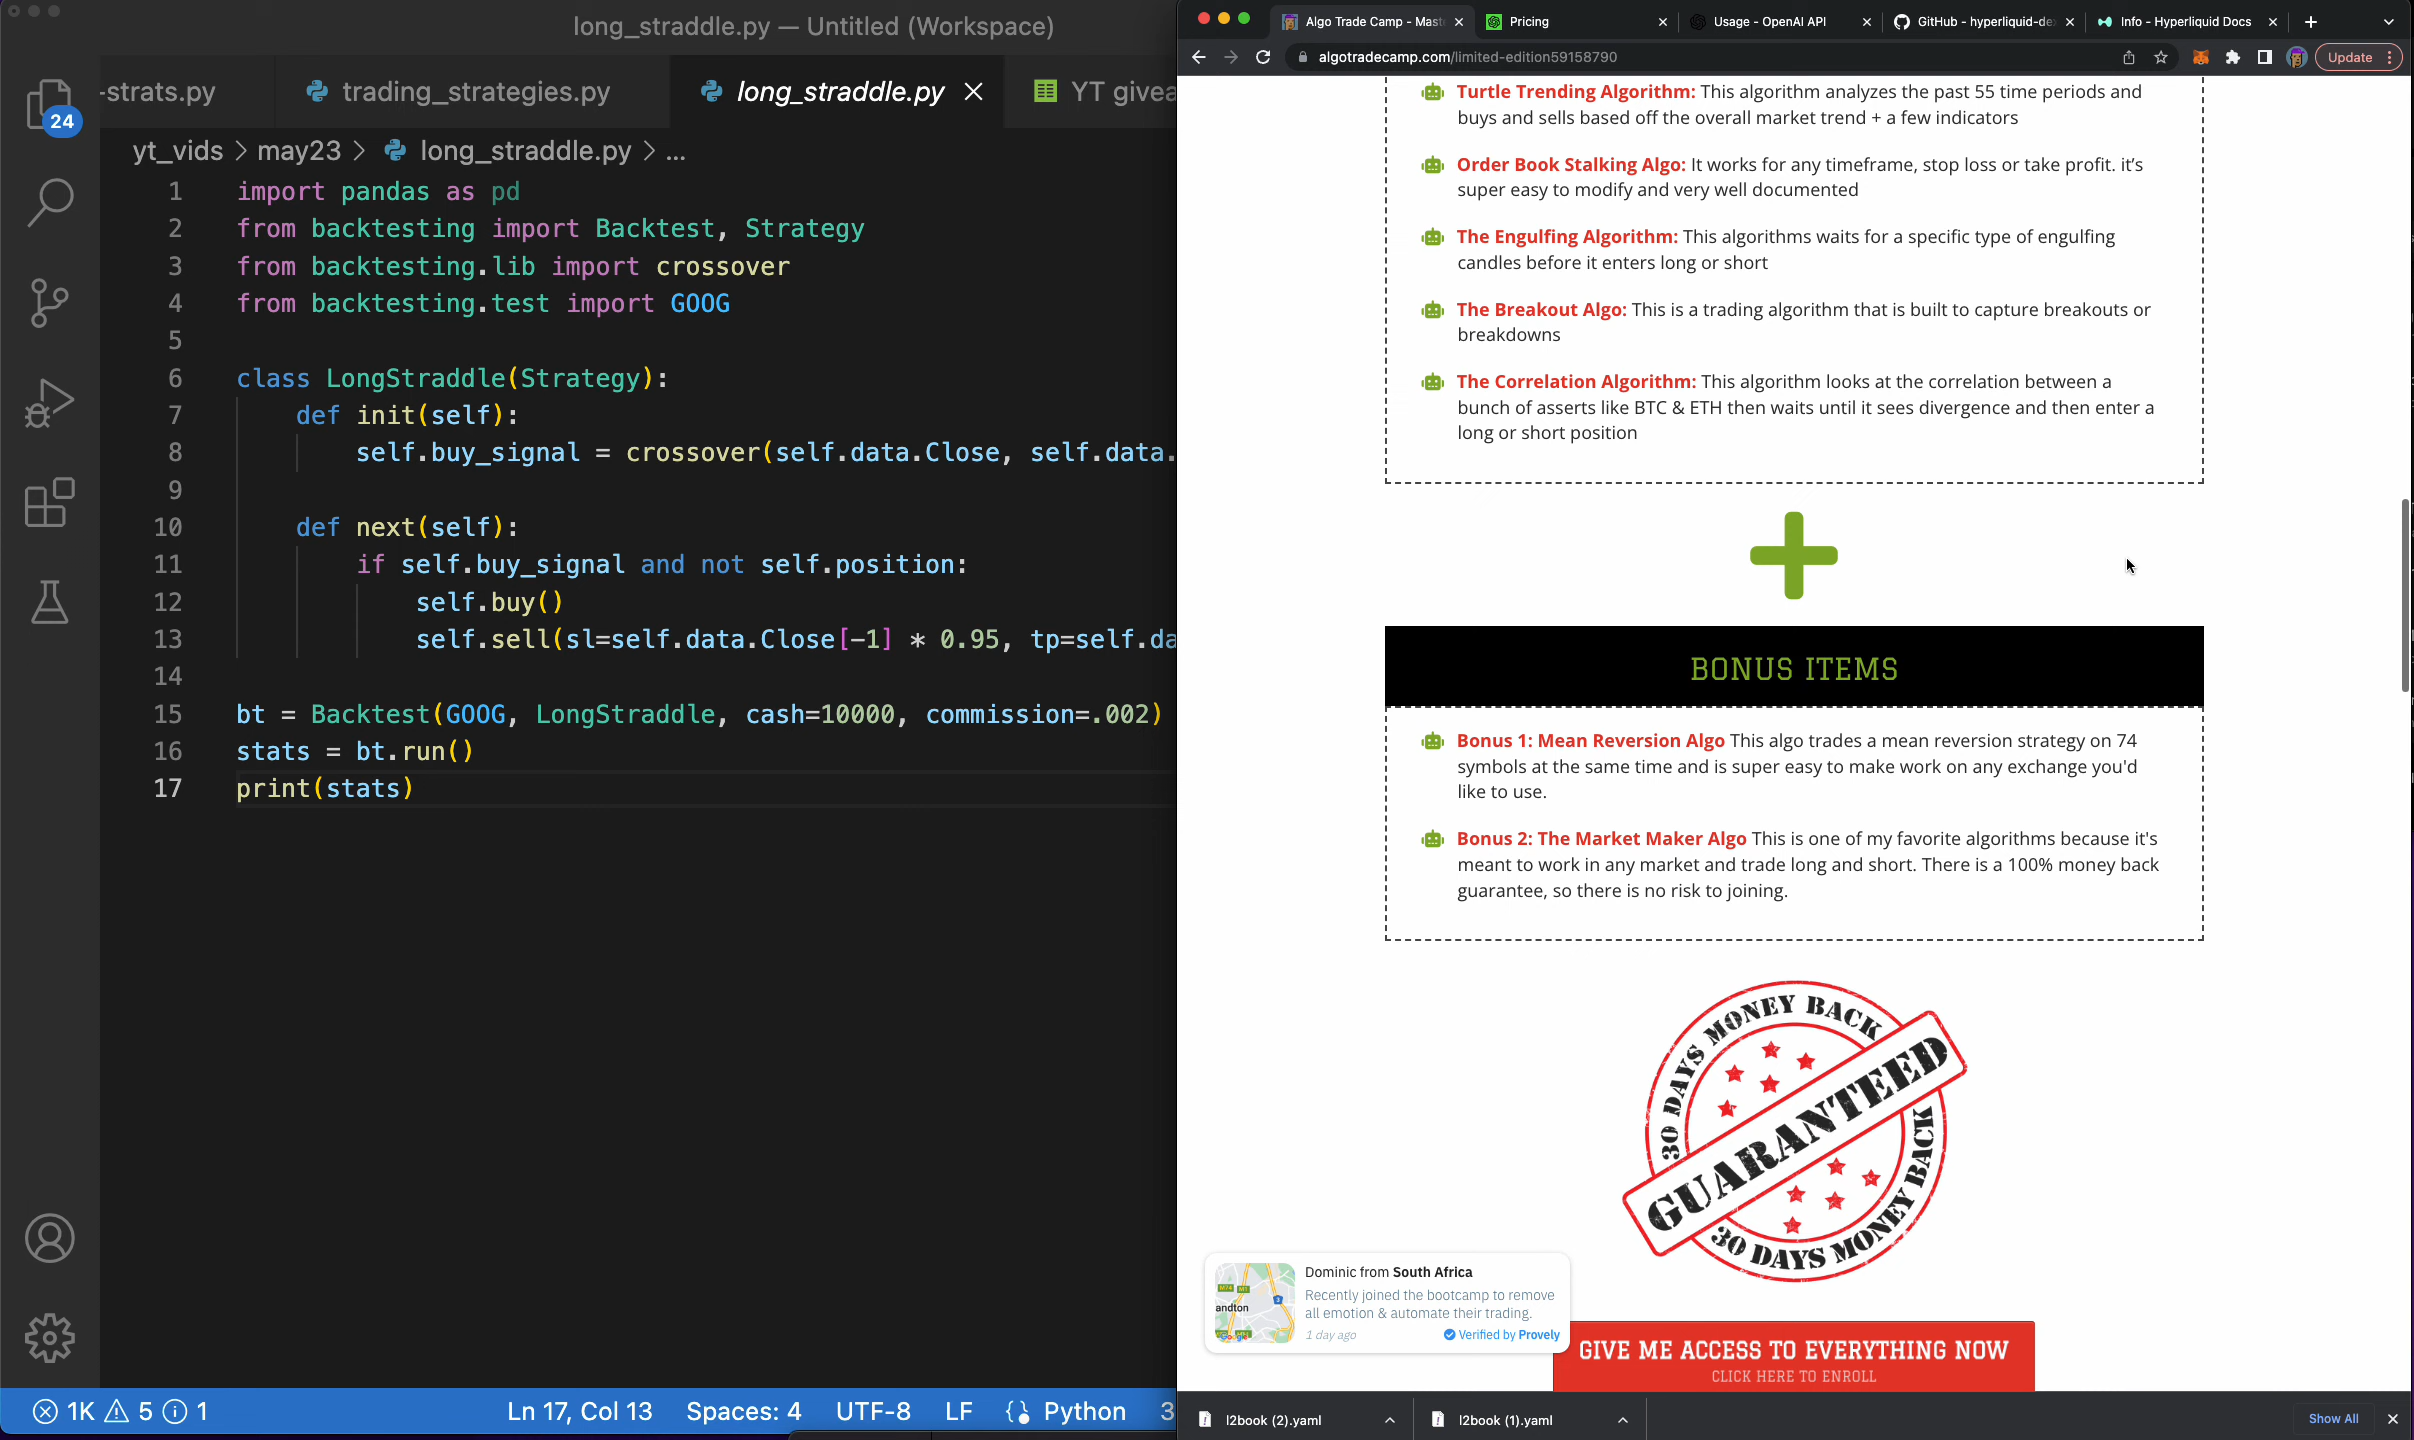 long_straddle.py — Untitled (Workspace)
-strats.py
trading_strategies.py
long_straddle.py
YT givea
24
yt_vids > may23 > long_straddle.py > ...
1 import pandas as pd
2 from backtesting import Backtest, Strategy
3 from backtesting.lib import crossover
4 from backtesting.test import GOOG
5
6 class LongStraddle(Strategy):
7 def init(self):
8 self.buy_signal = crossover(self.data.Close, self.data.
9
10 def next(self):
11 if self.buy_signal and not self.position:
12 self.buy()
13 self.sell(sl=self.data.Close[-1] * 0.95, tp=self.da
14
15 bt = Backtest(GOOG, LongStraddle, cash=10000, commission=.002)
16 stats = bt.run()
17 print(stats)
1K 5 1
Ln 17, Col 13
Spaces: 4
UTF-8
LF
Python
3
Algo Trade Camp - Mast
Pricing
Usage - OpenAI API
GitHub - hyperliquid-de
Info - Hyperliquid Docs
algotradecamp.com/limited-edition59158790
Update
Turtle Trending Algorithm: This algorithm analyzes the past 55 time periods and
buys and sells based off the overall market trend + a few indicators
Order Book Stalking Algo: It works for any timeframe, stop loss or take profit. it’s
super easy to modify and very well documented
The Engulfing Algorithm: This algorithms waits for a specific type of engulfing
candles before it enters long or short
The Breakout Algo: This is a trading algorithm that is built to capture breakouts or
breakdowns
The Correlation Algorithm: This algorithm looks at the correlation between a
bunch of asserts like BTC & ETH then waits until it sees divergence and then enter a
long or short position
BONUS ITEMS
Bonus 1: Mean Reversion Algo This algo trades a mean reversion strategy on 74
symbols at the same time and is super easy to make work on any exchange you'd
like to use.
Bonus 2: The Market Maker Algo This is one of my favorite algorithms because it's
meant to work in any market and trade long and short. There is a 100% money back
guarantee, so there is no risk to joining.
30 DAYS MONEY BACK
GUARANTEED
30 DAYS MONEY BACK
andton
Dominic from South Africa
Recently joined the bootcamp to remove
all emotion & automate their trading.
1 day ago
Verified by Provely
GIVE ME ACCESS TO EVERYTHING NOW
CLICK HERE TO ENROLL
l2book (2).yaml
l2book (1).yaml
Show All